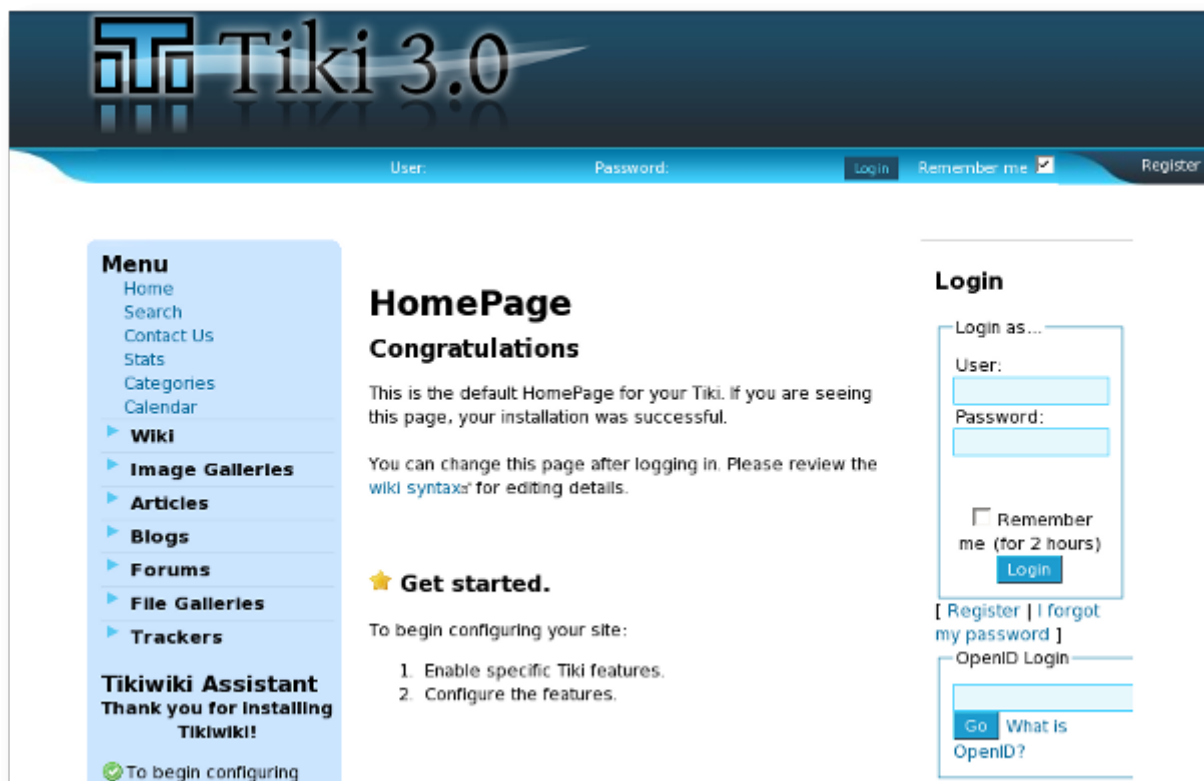 Tiki 3.0
User: Password: Login Remember me Register
Menu
Home
Search
Contact Us
Stats
Categories
Calendar
Wiki
Image Galleries
Articles
Blogs
Forums
File Galleries
Trackers
Tikiwiki Assistant
Thank you for installing
Tikiwiki!
To begin configuring
HomePage
Congratulations
This is the default HomePage for your Tiki. If you are seeing
this page, your installation was successful.
You can change this page after logging in. Please review the
wiki syntax for editing details.
Get started.
To begin configuring your site:
1. Enable specific Tiki features.
2. Configure the features.
Login
Login as...
User:
Password:
Remember
me (for 2 hours)
Login
[ Register | I forgot
my password ]
OpenID Login
Go What is
OpenID?